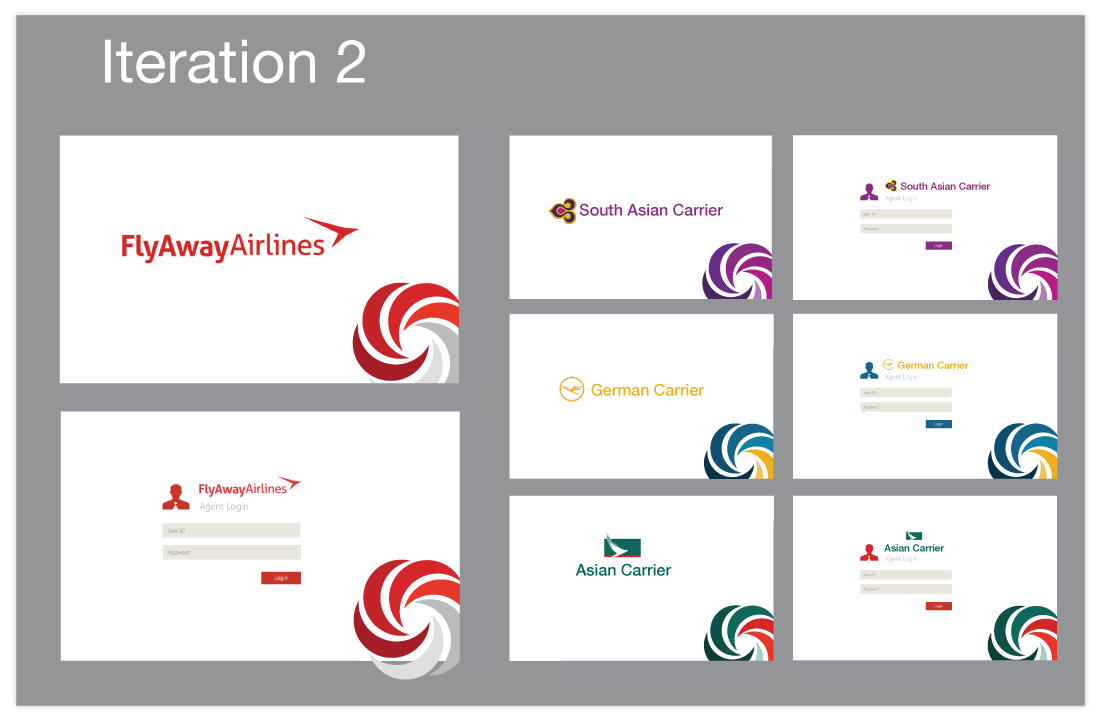 Iteration 2
FlyAwayAirlines
FlyAwayAirlines
Agent Login
User ID
Password
Login
South Asian Carrier
South Asian Carrier
Agent Login
User ID
Password
Login
German Carrier
German Carrier
Agent Login
User ID
Password
Login
Asian Carrier
Asian Carrier
Agent Login
User ID
Password
Login